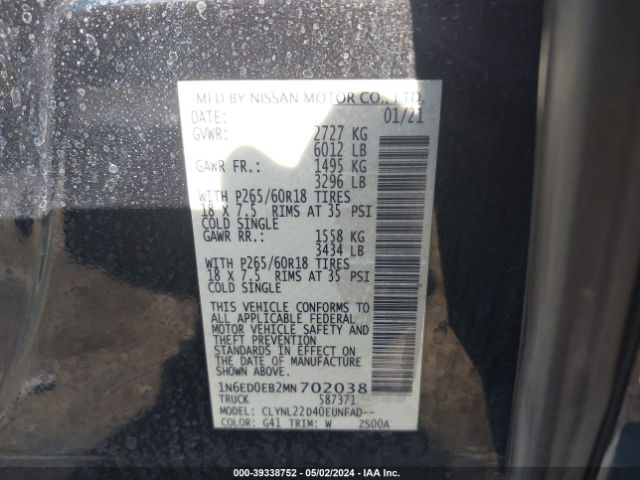 MFD BY NISSAN MOTOR CO., LTD.
DATE: 01/21
GVWR: 2727 KG
6012 LB
GAWR FR.: 1495 KG
3296 LB
WITH P265/60R18 TIRES
18 X 7.5 RIMS AT 35 PSI
COLD SINGLE
GAWR RR.: 1558 KG
3434 LB
WITH P265/60R18 TIRES
18 X 7.5 RIMS AT 35 PSI
COLD SINGLE
THIS VEHICLE CONFORMS TO
ALL APPLICABLE FEDERAL
MOTOR VEHICLE SAFETY AND
THEFT PREVENTION
STANDARDS IN EFFECT ON THE
DATE OF MANUFACTURE
SHOWN ABOVE.
1N6ED0EB2MN702038
TRUCK 587371
MODEL: CLYNL22D40EUNFAD--
COLOR: G41 TRIM: W ZS00A
000-39338752 — 05/02/2024 — IAAI.COM